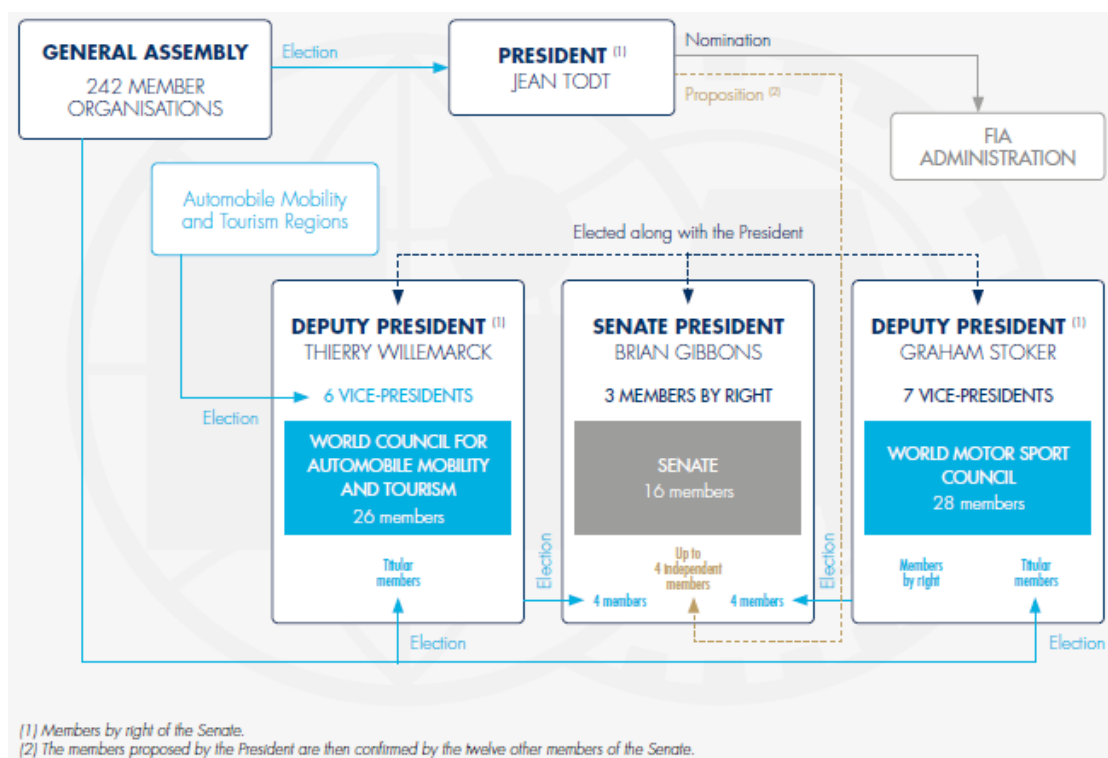 GENERAL ASSEMBLY
242 MEMBER
ORGANISATIONS
Election
PRESIDENT (1)
JEAN TODT
Nomination
Proposition (2)
FIA
ADMINISTRATION
Automobile Mobility
and Tourism Regions
Elected along with the President
DEPUTY PRESIDENT (1)
THIERRY WILLEMARCK
6 VICE-PRESIDENTS
Election
WORLD COUNCIL FOR
AUTOMOBILE MOBILITY
AND TOURISM
26 members
Titular
members
Election
SENATE PRESIDENT
BRIAN GIBBONS
3 MEMBERS BY RIGHT
SENATE
16 members
Up to
4 independent
members
4 members
4 members
Election
DEPUTY PRESIDENT (1)
GRAHAM STOKER
7 VICE-PRESIDENTS
WORLD MOTOR SPORT
COUNCIL
28 members
Members
by right
Titular
members
Election
Election
(1) Members by right of the Senate.
(2) The members proposed by the President are then confirmed by the twelve other members of the Senate.